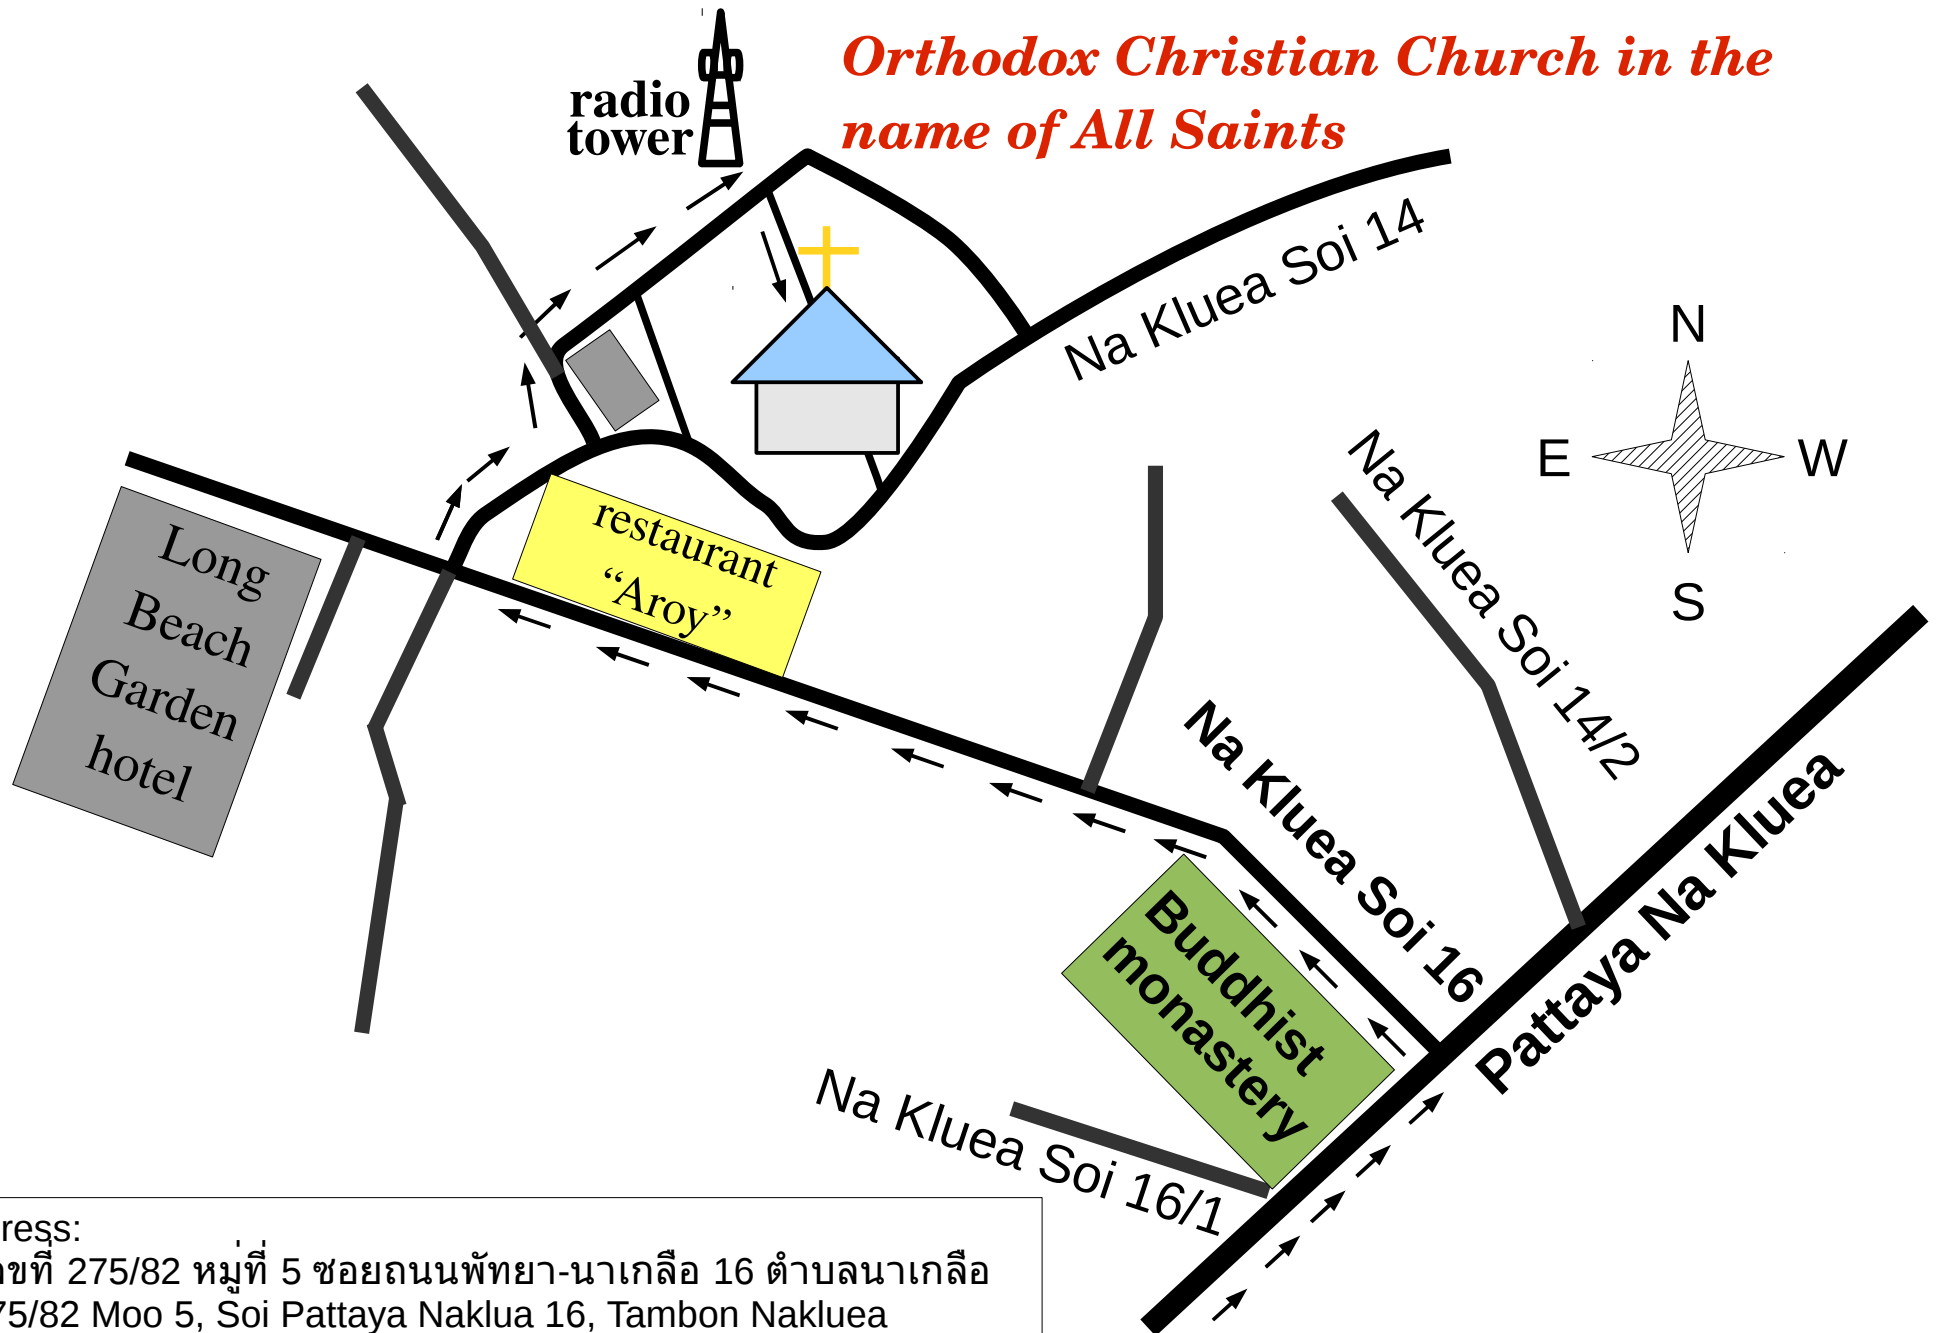 Orthodox Christian Church in the
name of All Saints
radio
tower
Na Kluea Soi 14
N
E
W
S
Na Kluea Soi 14/2
restaurant
“Aroy”
Long
Beach
Garden
hotel
Na Kluea Soi 16
Pattaya Na Kluea
Buddhist
monastery
Na Kluea Soi 16/1
ress:
ขที่ 275/82 หมู่ที่ 5 ซอยถนนพัทยา-นาเกลือ 16 ตำบลนาเกลือ
75/82 Moo 5, Soi Pattaya Naklua 16, Tambon Nakluea